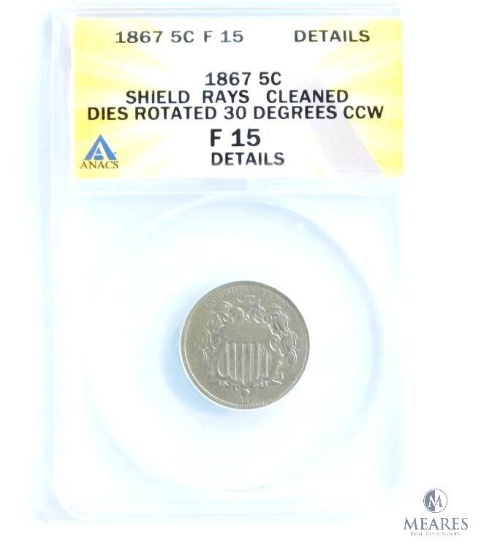 1867 5C F 15 DETAILS
1867 5C
SHIELD RAYS CLEANED
DIES ROTATED 30 DEGREES CCW
F 15
DETAILS
ANACS
M
MEARES